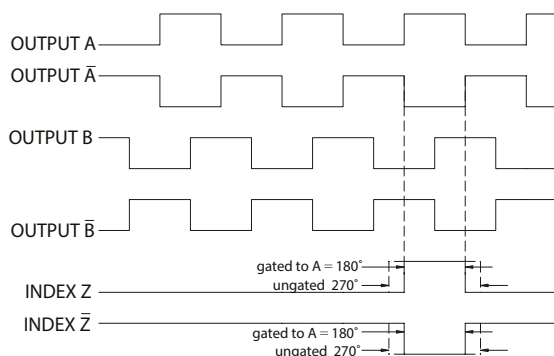 OUTPUT A
OUTPUT A̅
OUTPUT B
OUTPUT B̅
gated to A = 180°
ungated 270°
INDEX Z
INDEX Z̅
gated to A = 180°
ungated 270°